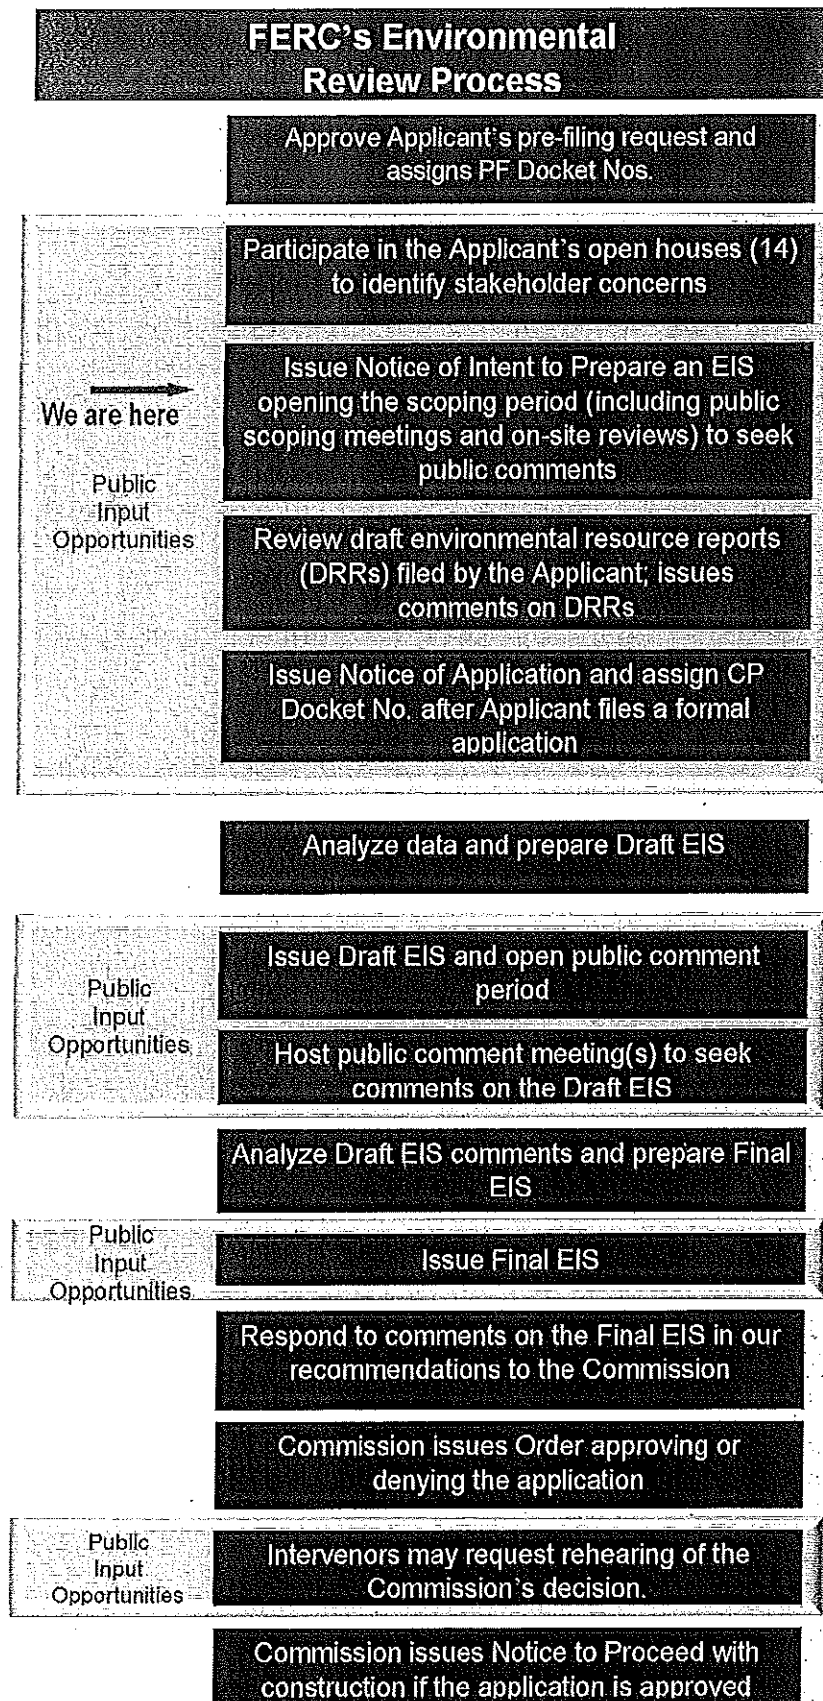 FERC's Environmental
Review Process
Approve Applicant's pre-filing request and
assigns PF Docket Nos.
Participate in the Applicant's open houses (14)
to identify stakeholder concerns
We are here
Issue Notice of Intent to Prepare an EIS
opening the scoping period (including public
scoping meetings and on-site reviews) to seek
public comments
Public
Input
Opportunities
Review draft environmental resource reports
(DRRs) filed by the Applicant; issues
comments on DRRs
Issue Notice of Application and assign CP
Docket No. after Applicant files a formal
application
Analyze data and prepare Draft EIS
Public
Input
Opportunities
Issue Draft EIS and open public comment
period
Host public comment meeting(s) to seek
comments on the Draft EIS
Analyze Draft EIS comments and prepare Final
EIS
Public
Input
Opportunities
Issue Final EIS
Respond to comments on the Final EIS in our
recommendations to the Commission
Commission issues Order approving or
denying the application
Public
Input
Opportunities
Intervenors may request rehearing of the
Commission's decision.
Commission issues Notice to Proceed with
construction if the application is approved